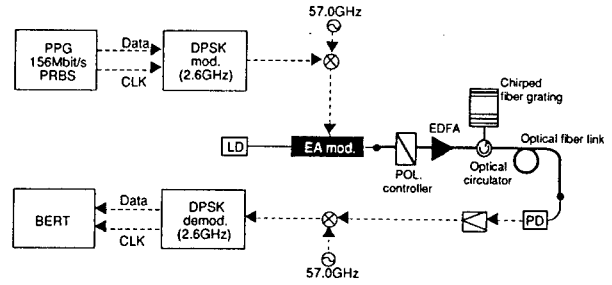 57.0GHz
PPG
156Mbit/s
PRBS
Data
CLK
DPSK
mod.
(2.6GHz)
Chirped
fiber grating
LD
EA mod.
POL.
controller
EDFA
Optical
circulator
Optical fiber link
BERT
Data
CLK
DPSK
demod.
(2.6GHz)
57.0GHz
PD